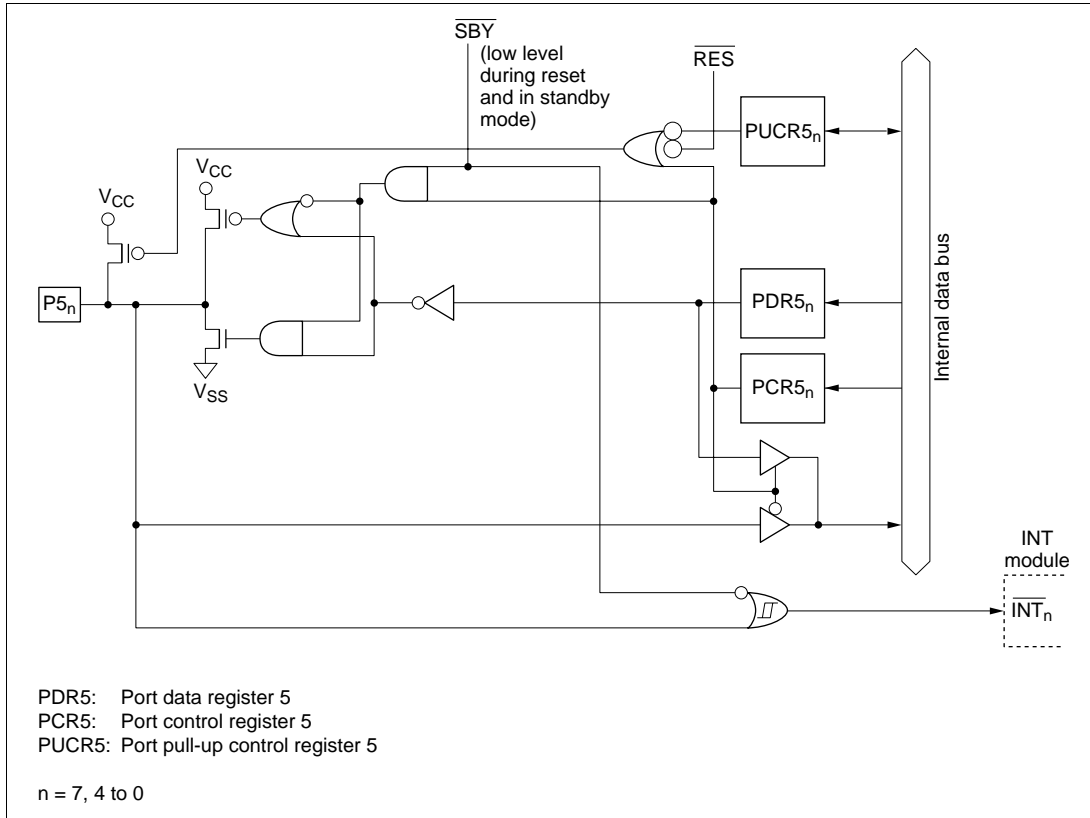 SBY
(low level
during reset
and in standby
mode)
RES
PUCR5n
VCC
VCC
P5n
VSS
PDR5n
PCR5n
Internal data bus
INT
module
INTn
PDR5: Port data register 5
PCR5: Port control register 5
PUCR5: Port pull-up control register 5
n = 7, 4 to 0